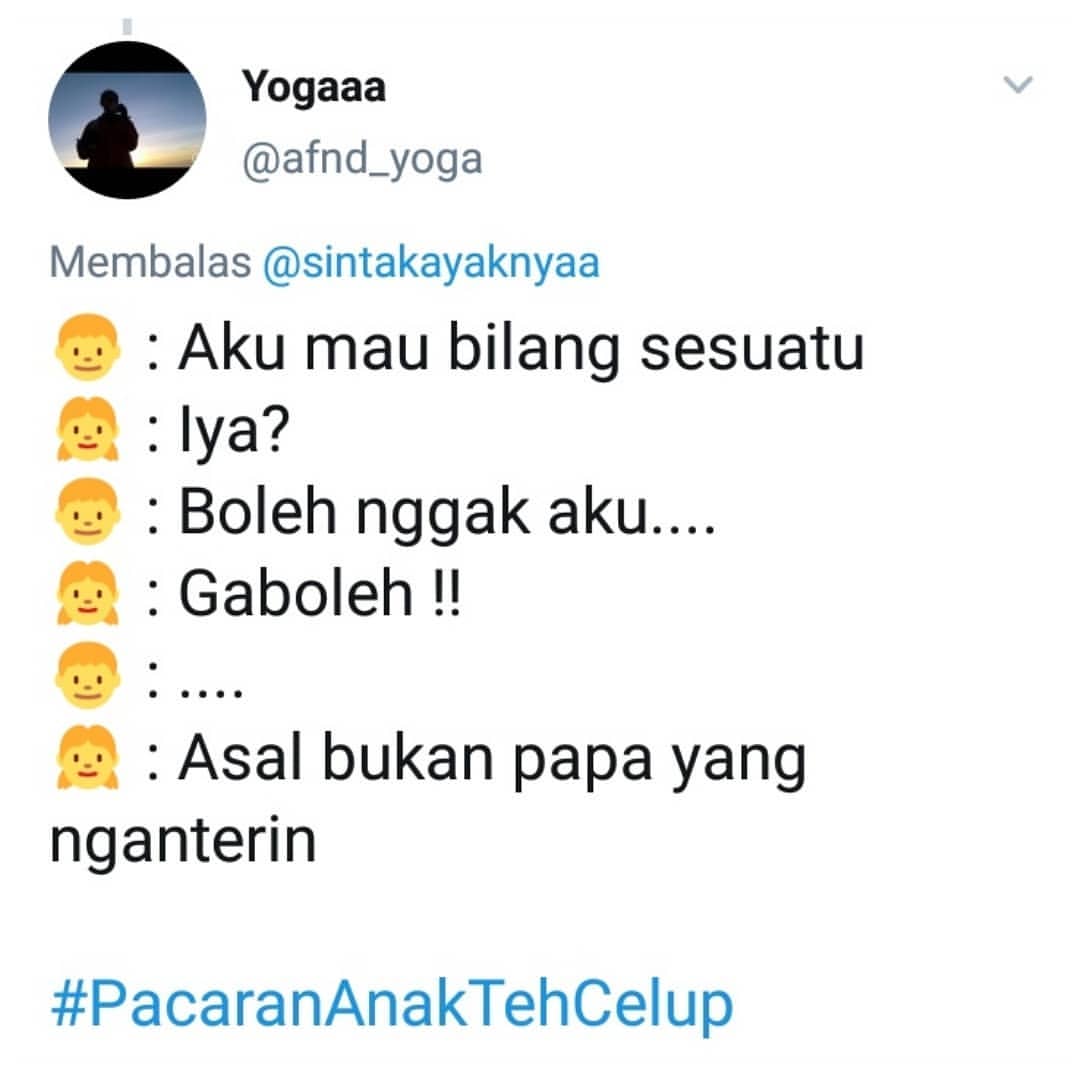 Yogaaa
@afnd_yoga
Membalas @sintakayaknyaa
👦 : Aku mau bilang sesuatu
👧 : Iya?
👦 : Boleh nggak aku....
👧 : Gaboleh !!
👦 : ....
👧 : Asal bukan papa yang
nganterin
#PacaranAnakTehCelup